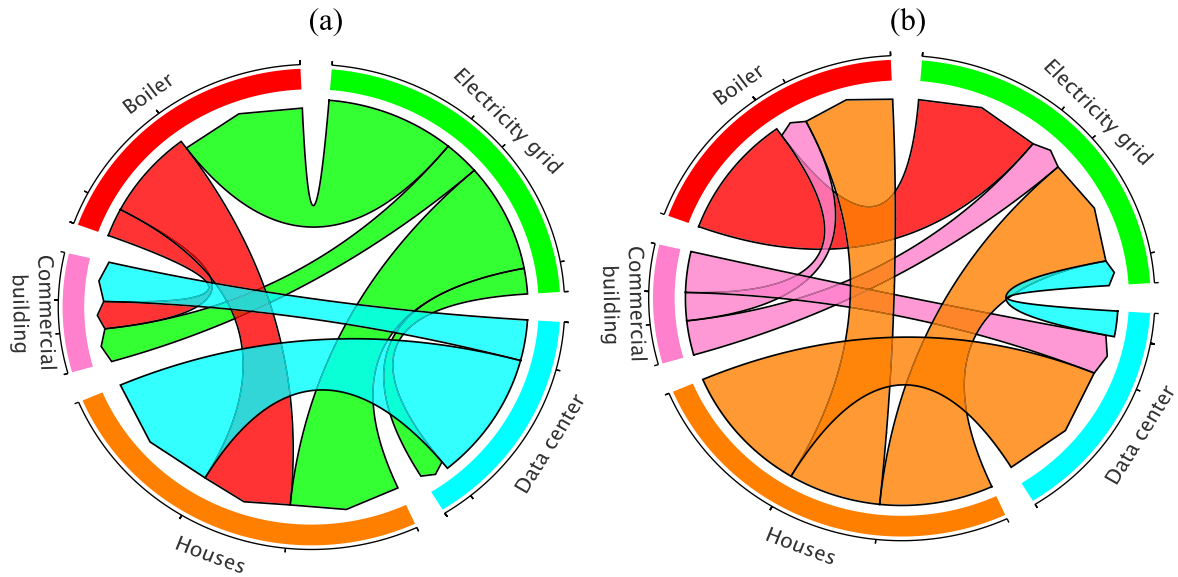 (a)
Boiler
Electricity grid
Commercial
building
Houses
Data center
(b)
Boiler
Electricity grid
Commercial
building
Houses
Data center